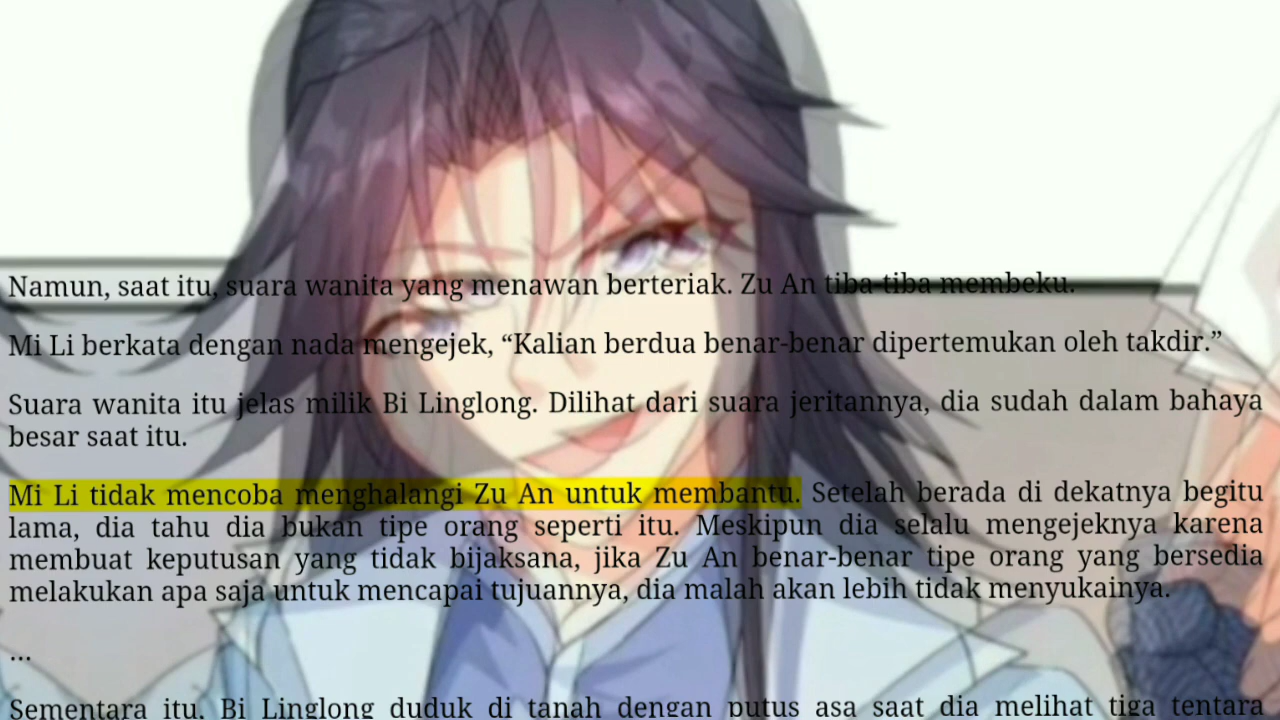 Namun, saat itu, suara wanita yang menawan berteriak. Zu An tiba-tiba membeku.
Mi Li berkata dengan nada mengejek, “Kalian berdua benar-benar dipertemukan oleh takdir.”
Suara wanita itu jelas milik Bi Linglong. Dilihat dari suara jeritannya, dia sudah dalam bahaya
besar saat itu.
Mi Li tidak mencoba menghalangi Zu An untuk membantu. Setelah berada di dekatnya begitu
lama, dia tahu dia bukan tipe orang seperti itu. Meskipun dia selalu mengejeknya karena
membuat keputusan yang tidak bijaksana, jika Zu An benar-benar tipe orang yang bersedia
melakukan apa saja untuk mencapai tujuannya, dia malah akan lebih tidak menyukainya.
...
Sementara itu, Bi Linglong duduk di tanah dengan putus asa saat dia melihat tiga tentara